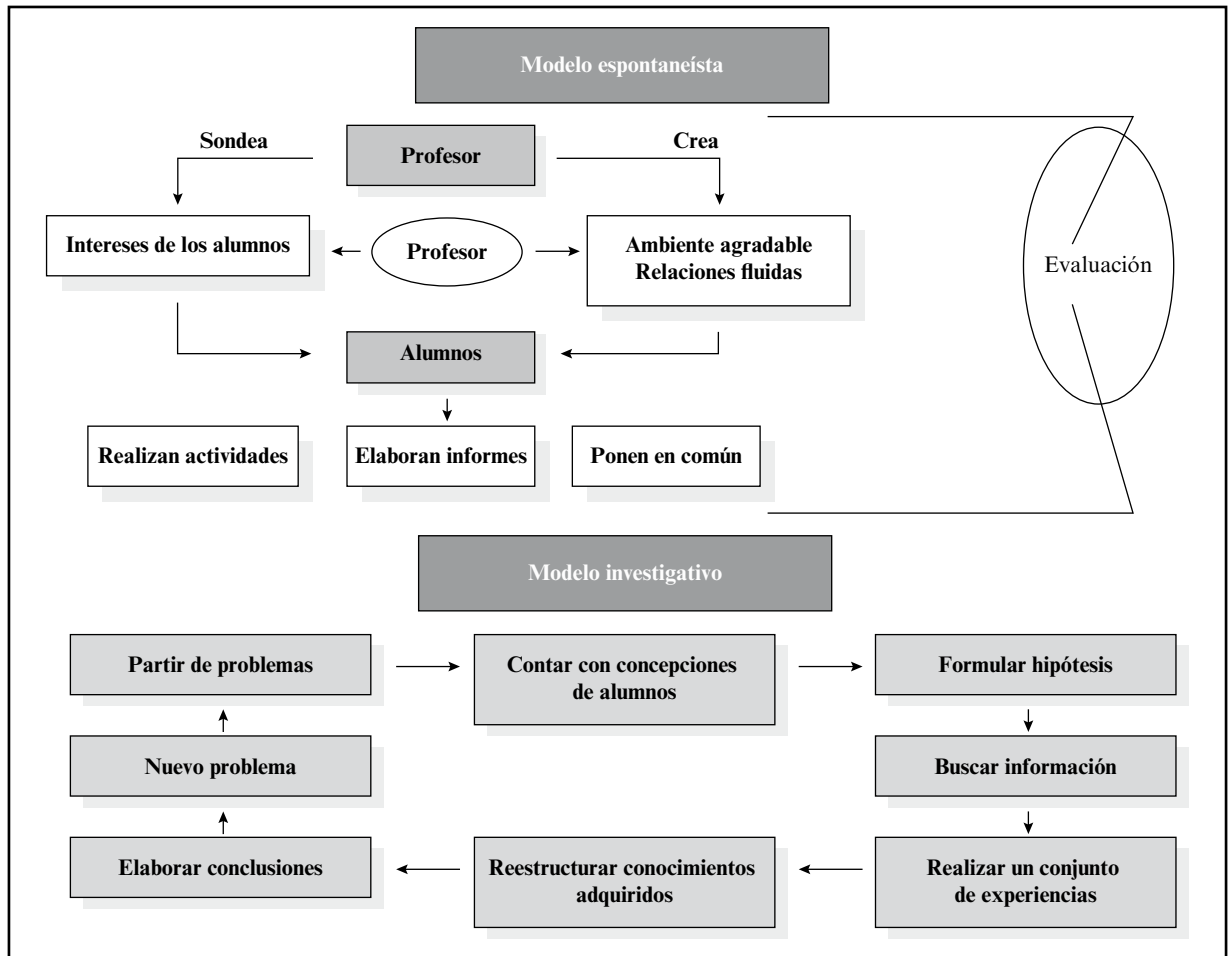 Modelo espontaneísta
Sondea
Profesor
Crea
Intereses de los alumnos
Profesor
Ambiente agradable
Relaciones fluidas
Evaluación
Alumnos
Realizan actividades
Elaboran informes
Ponen en común
Modelo investigativo
Partir de problemas
Contar con concepciones
de alumnos
Formular hipótesis
Nuevo problema
Buscar información
Elaborar conclusiones
Reestructurar conocimientos
adquiridos
Realizar un conjunto
de experiencias